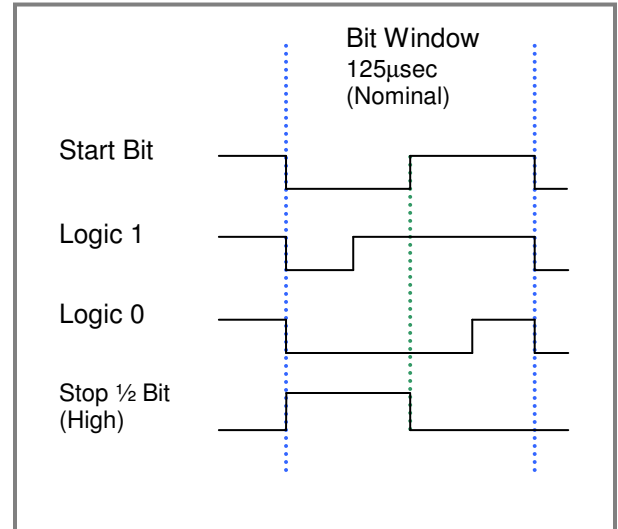 Bit Window
125μsec
(Nominal)
Start Bit
Logic 1
Logic 0
Stop ½ Bit
(High)